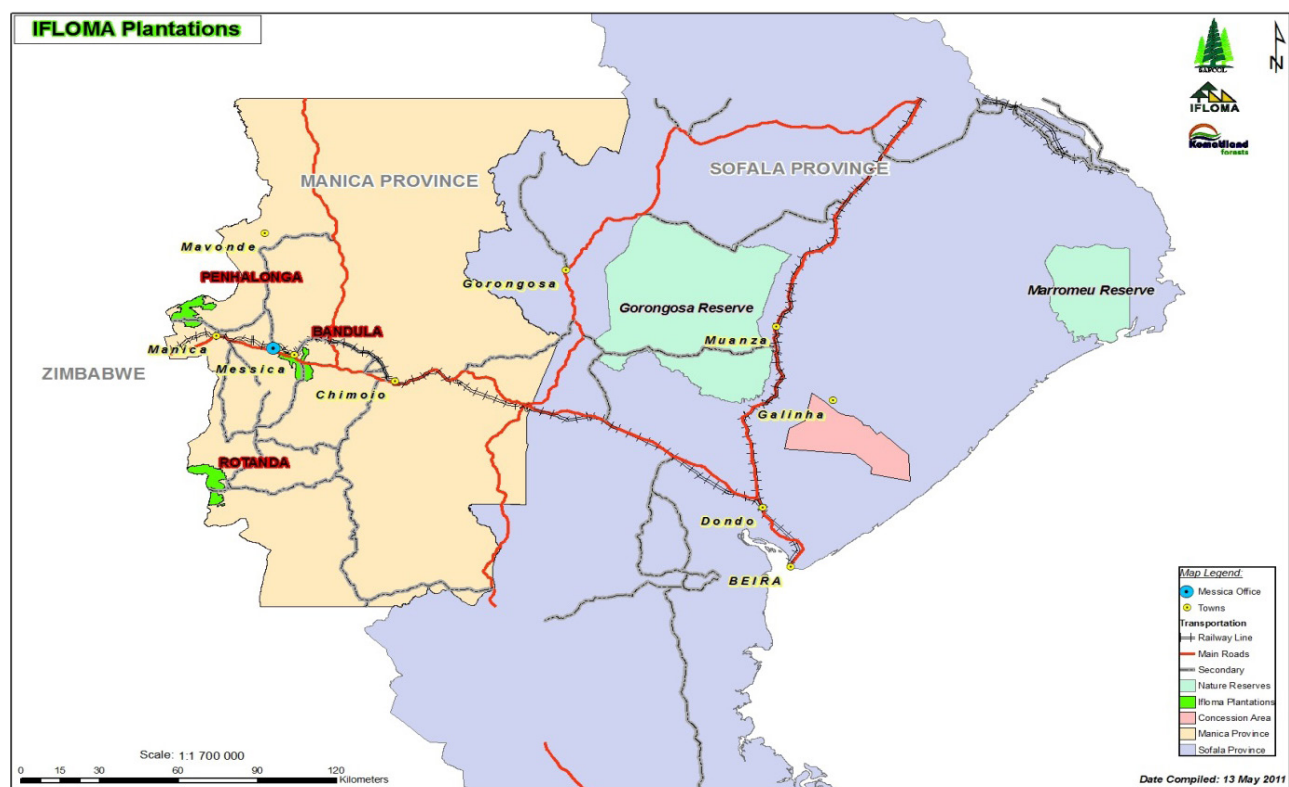 IFLOMA Plantations
N
IFLOMA
Komatiland
forests
MANICA PROVINCE
SOFALA PROVINCE
Mavonde
PENHALONGA
Gorongosa
Gorongosa Reserve
Marromeu Reserve
BANDULA
Muanza
Manica
Messica
ZIMBABWE
Chimoio
Galinha
ROTANDA
Dondo
BEIRA
Map Legend:
Messica Office
Towns
Transportation
Railway Line
Main Roads
Secondary
Nature Reserves
Ifloma Plantations
Concession Area
Manica Province
Sofala Province
Scale: 1:1 700 000
0 15 30 60 90 120
Kilometers
Date Compiled: 13 May 2011